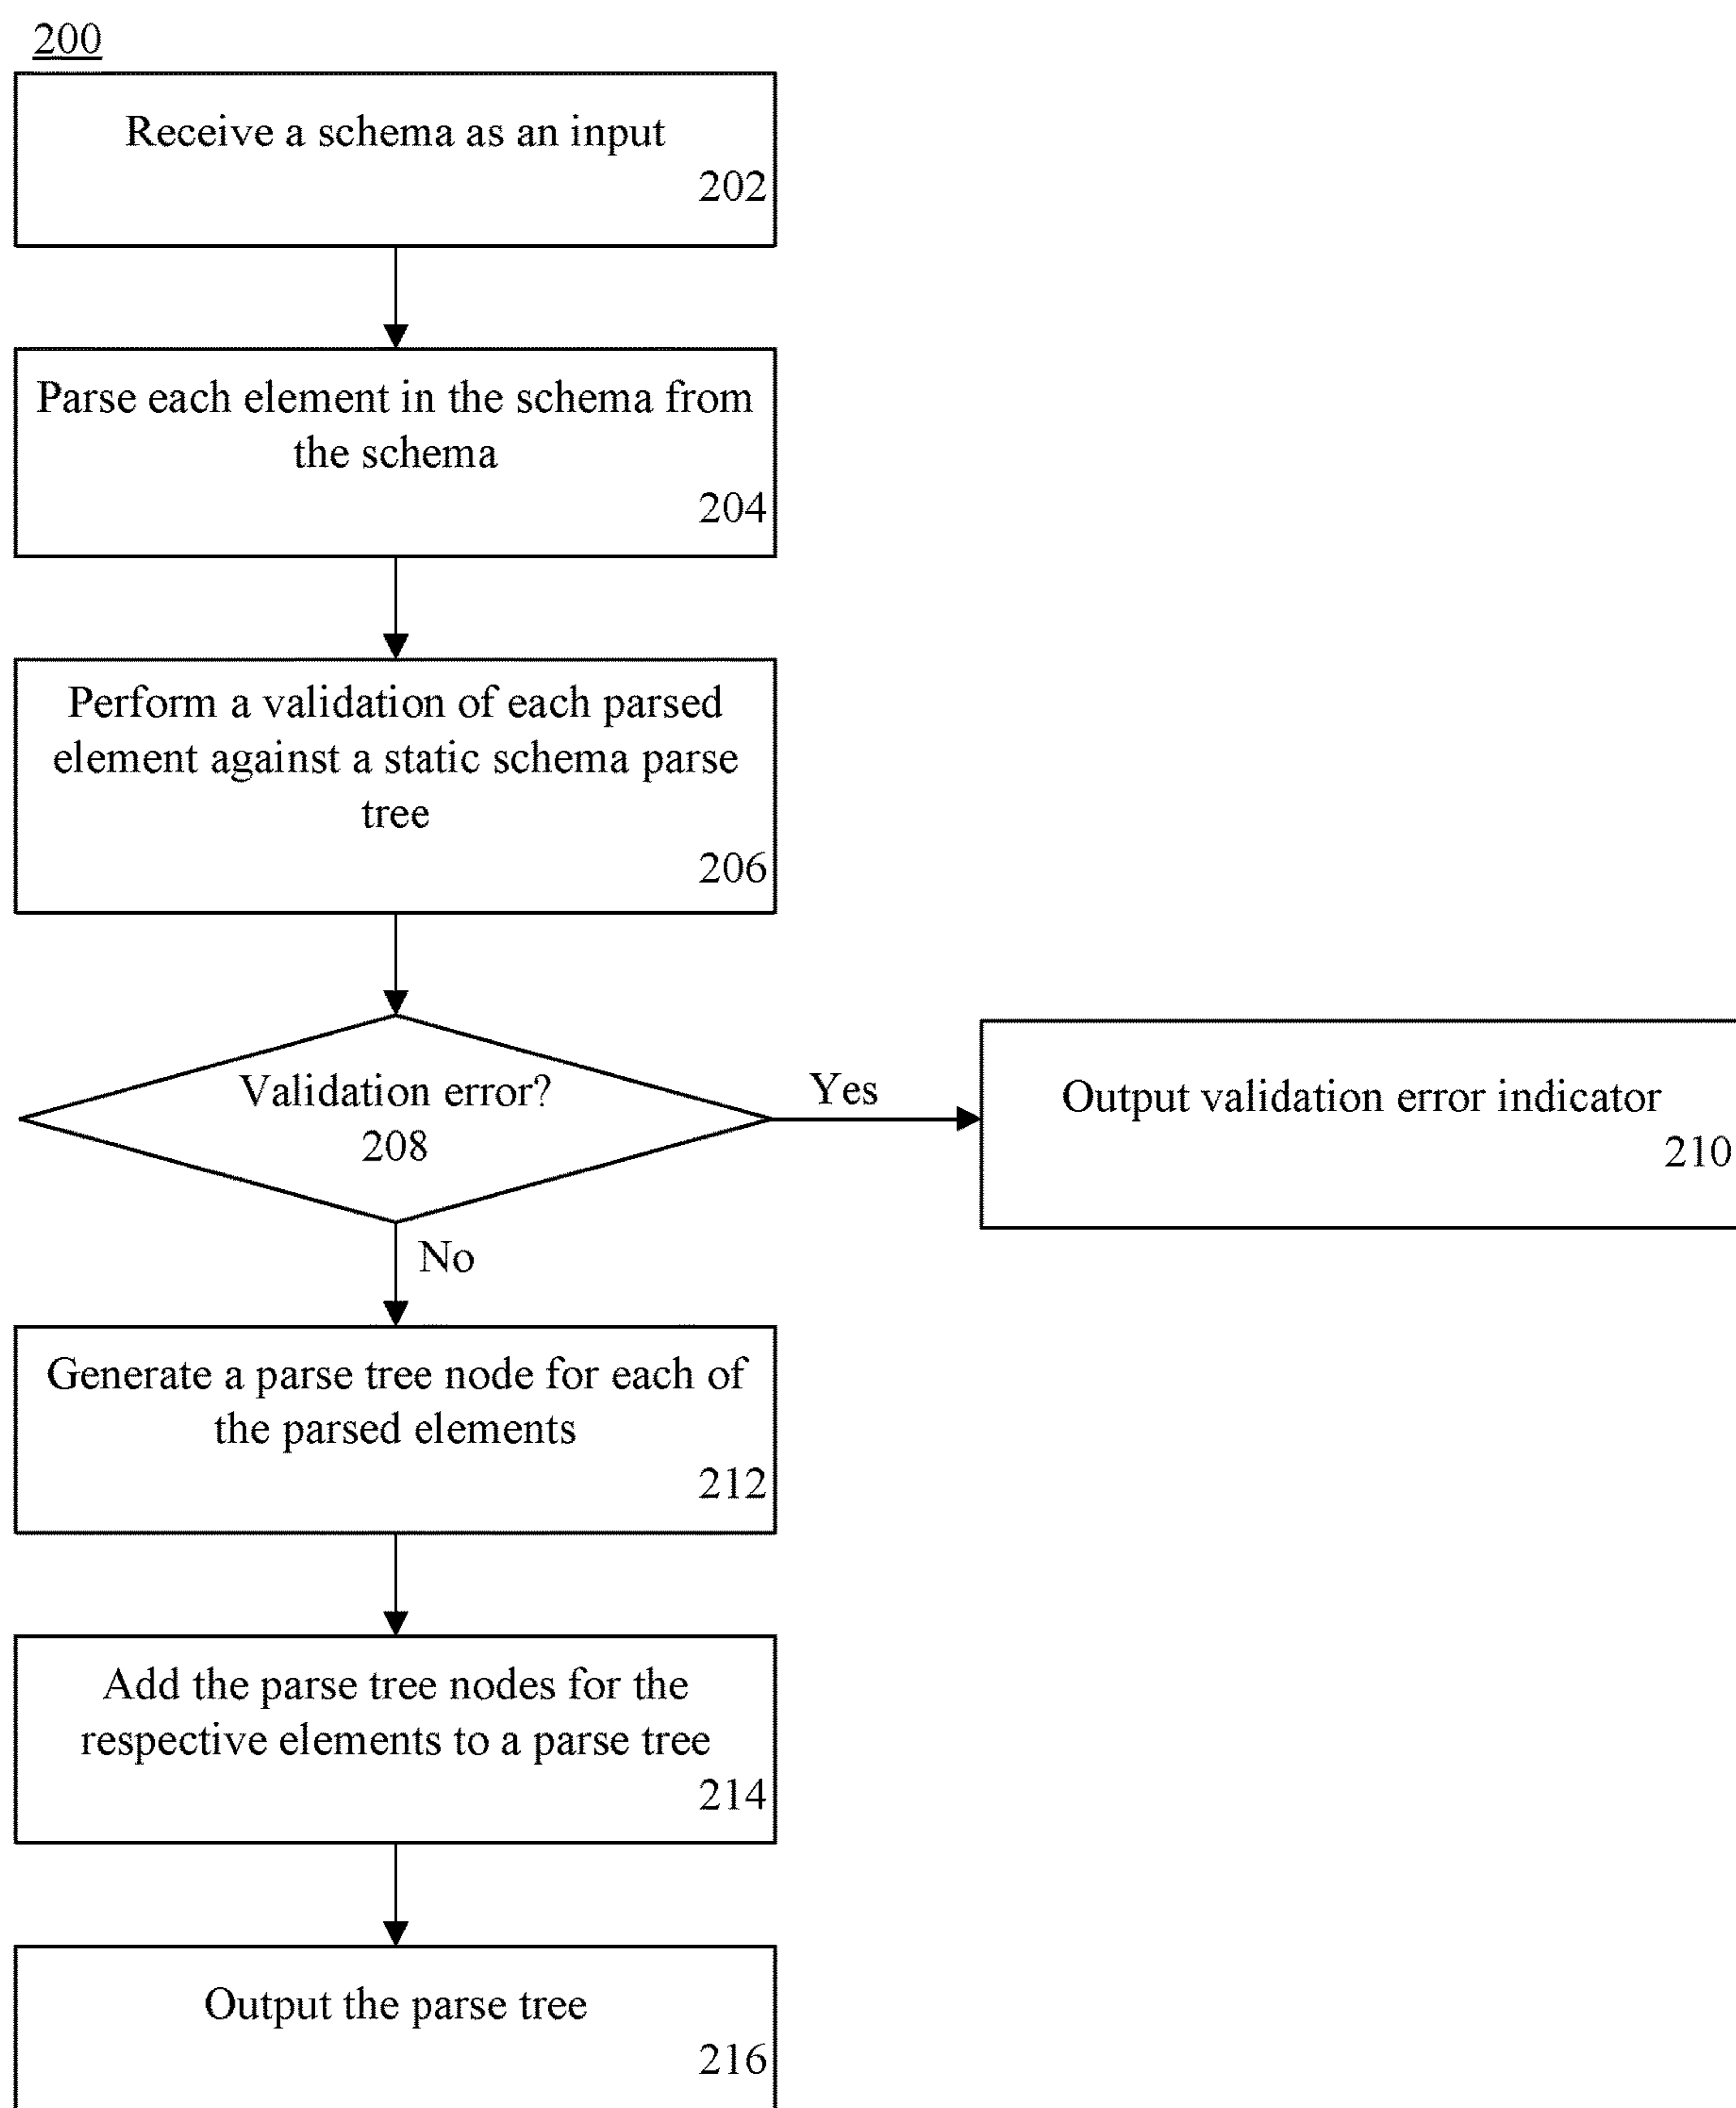 200
Receive a schema as an input
202
Parse each element in the schema from
the schema
204
Perform a validation of each parsed
element against a static schema parse
tree
206
Validation error?
208
Yes
Output validation error indicator
210
No
Generate a parse tree node for each of
the parsed elements
212
Add the parse tree nodes for the
respective elements to a parse tree
214
Output the parse tree
216